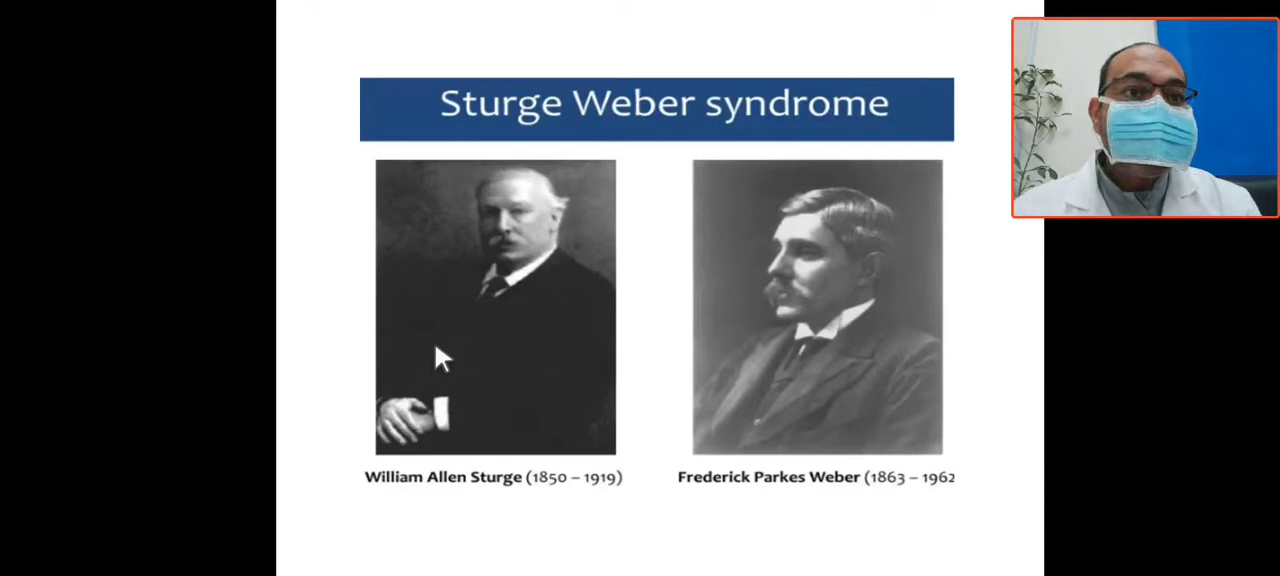 Sturge Weber syndrome
William Allen Sturge (1850 – 1919)
Frederick Parkes Weber (1863 – 1962